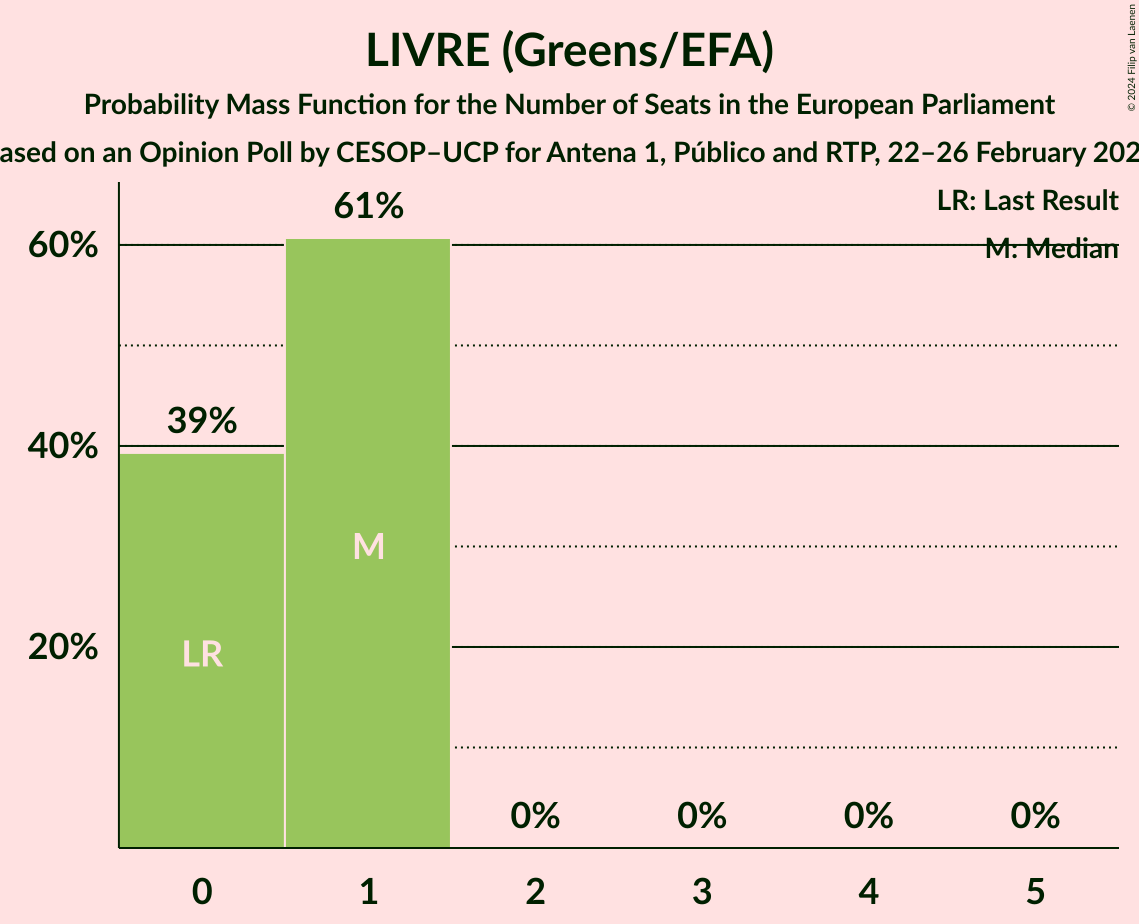 LIVRE (Greens/EFA)
Probability Mass Function for the Number of Seats in the European Parliament
ased on an Opinion Poll by CESOP–UCP for Antena 1, Público and RTP, 22–26 February 202
© 2024 Filip van Laenen
LR: Last Result
M: Median
60%
40%
20%
39%
61%
0%
0%
0%
0%
LR
M
0
1
2
3
4
5